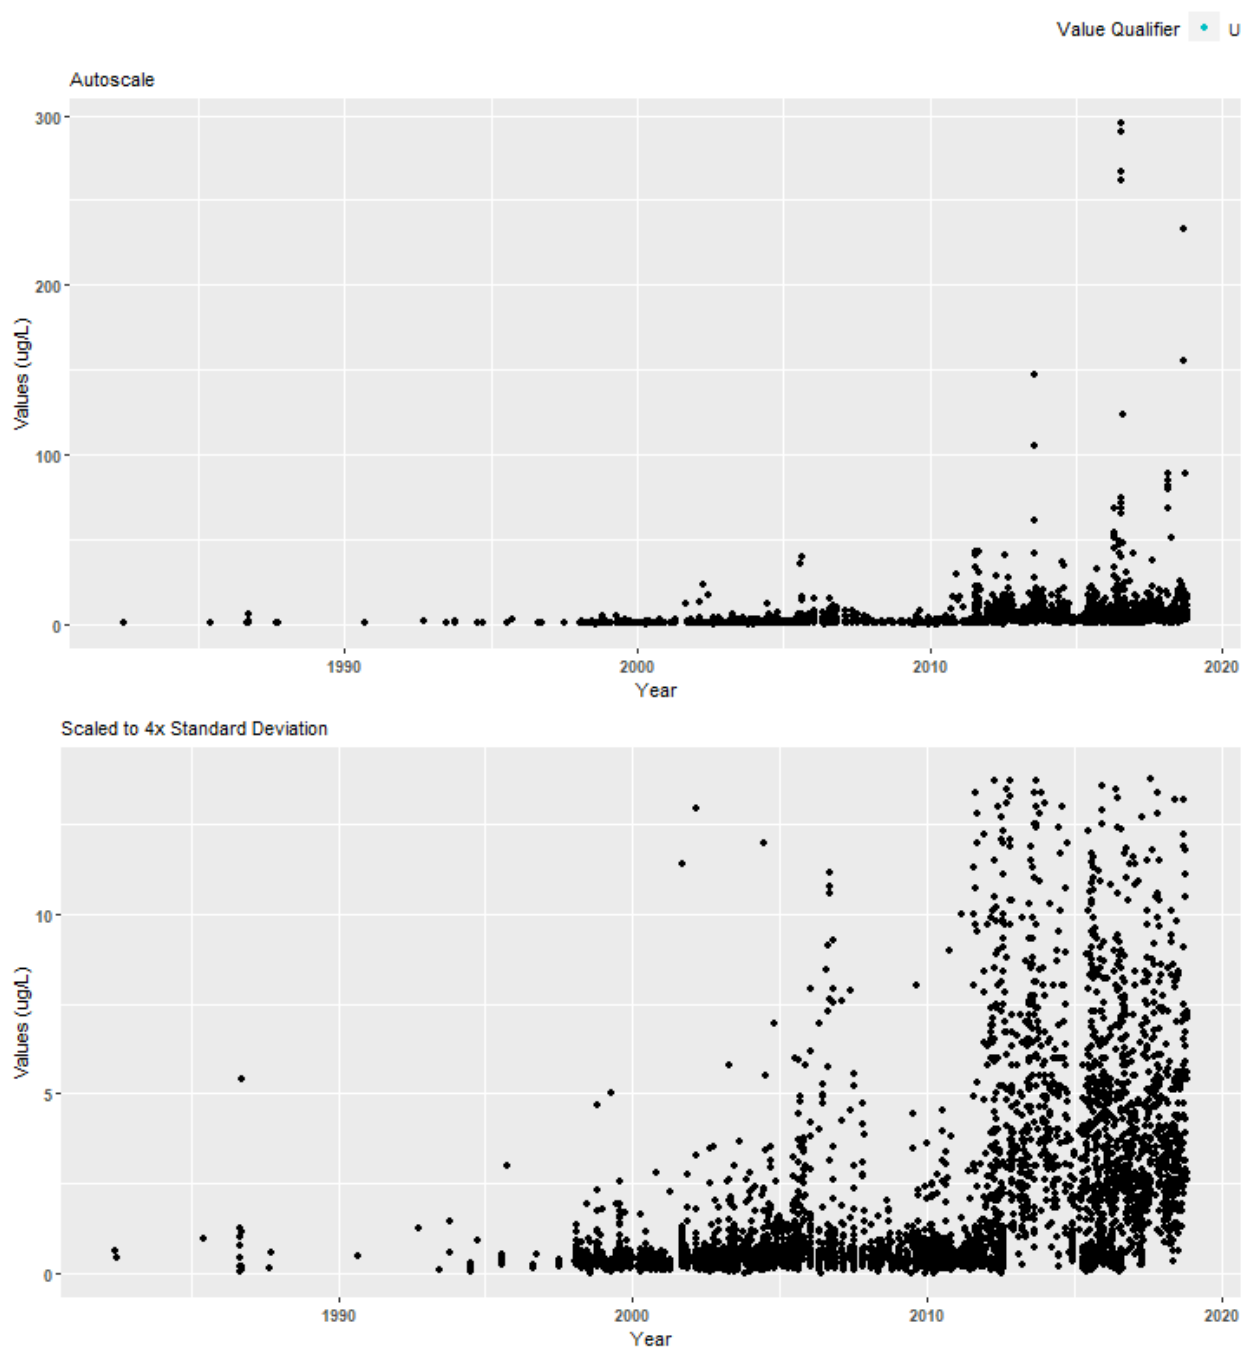 Value Qualifier U
Autoscale
300
200
100
0
Values (ug/L)
1990 2000 2010 2020
Year
Scaled to 4x Standard Deviation
10
5
0
Values (ug/L)
1990 2000 2010 2020
Year